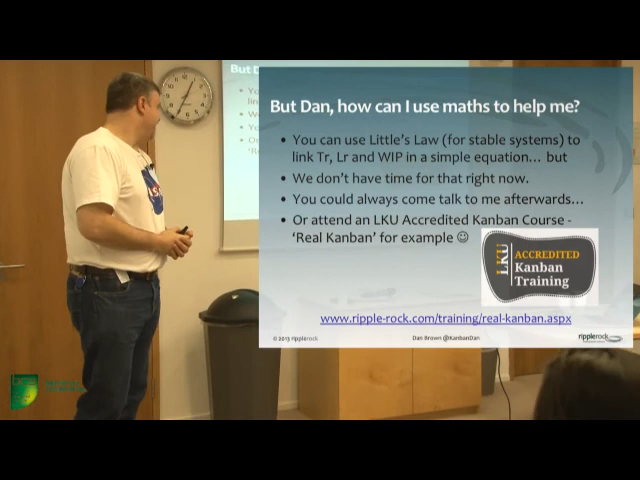 But Dan, how can I use maths to help me?
• You can use Little's Law (for stable systems) to
link Tr, Lr and WIP in a simple equation... but
• We don't have time for that right now.
• You could always come talk to me afterwards...
• Or attend an LKU Accredited Kanban Course -
'Real Kanban' for example ☺
LKU
ACCREDITED
Kanban
Training
www.ripple-rock.com/training/real-kanban.aspx
© 2013 ripplerock
Dan Brown @KanbanDan
ripplerock
But D